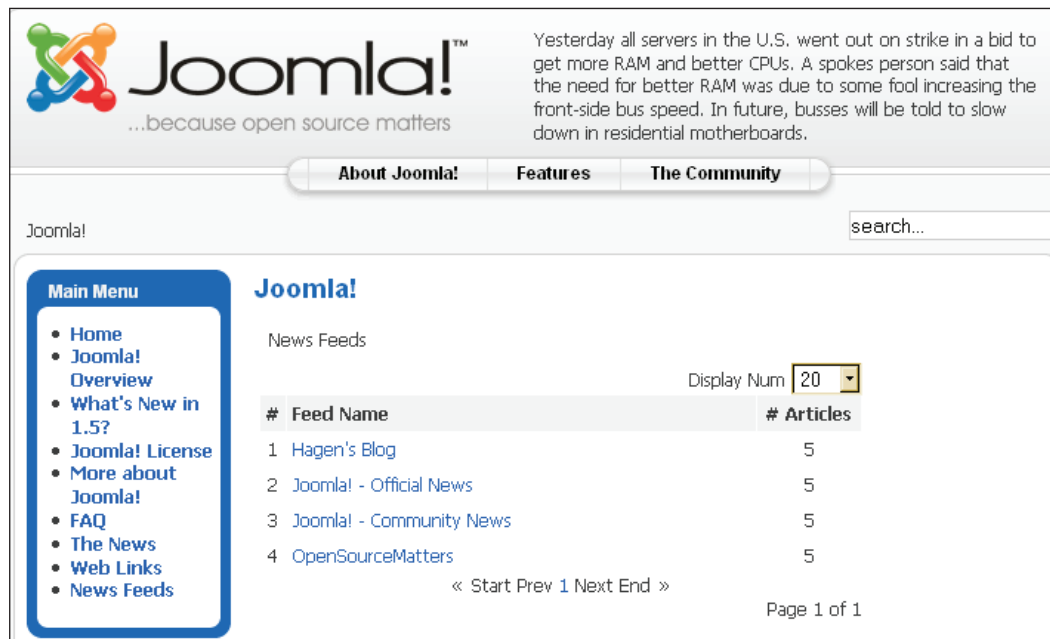 Joomla!™
...because open source matters
Yesterday all servers in the U.S. went out on strike in a bid to
get more RAM and better CPUs. A spokes person said that
the need for better RAM was due to some fool increasing the
front-side bus speed. In future, busses will be told to slow
down in residential motherboards.
About Joomla! Features The Community
Joomla!
search...
Main Menu
• Home
• Joomla!
Overview
• What's New in
1.5?
• Joomla! License
• More about
Joomla!
• FAQ
• The News
• Web Links
• News Feeds
Joomla!
News Feeds
Display Num 20
# Feed Name # Articles
1 Hagen's Blog 5
2 Joomla! - Official News 5
3 Joomla! - Community News 5
4 OpenSourceMatters 5
« Start Prev 1 Next End »
Page 1 of 1